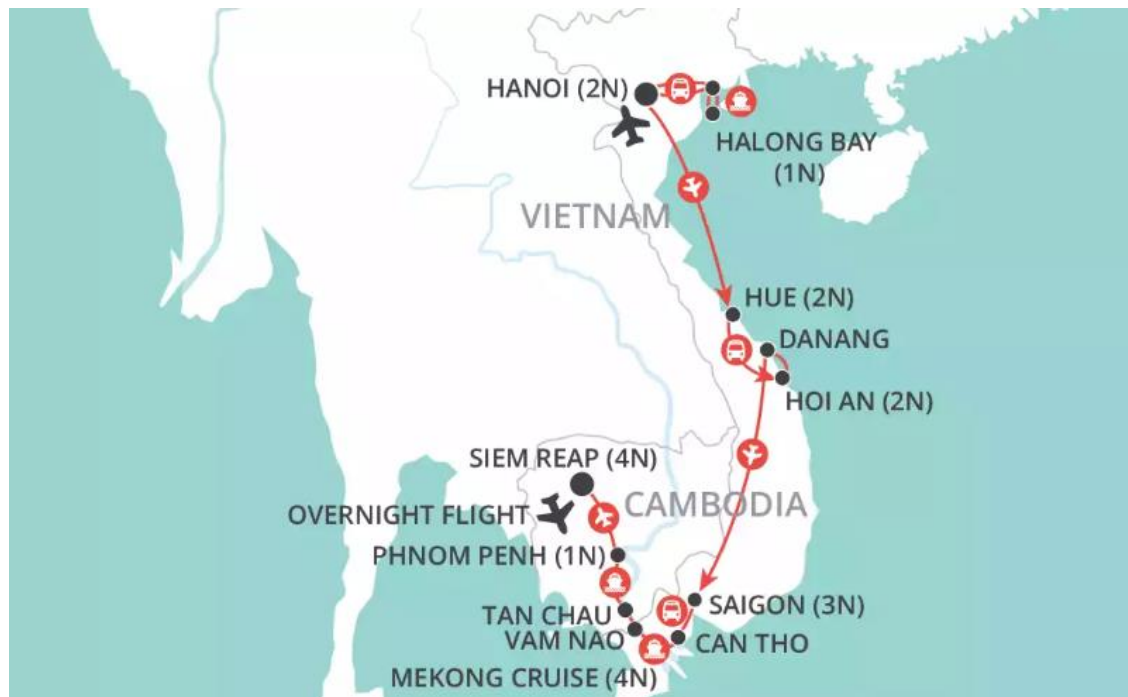 HANOI (2N)
HALONG BAY
(1N)
VIETNAM
HUE (2N)
DANANG
HOI AN (2N)
SIEM REAP (4N)
CAMBODIA
OVERNIGHT FLIGHT
PHNOM PENH (1N)
SAIGON (3N)
TAN CHAU
VAM NAO
CAN THO
MEKONG CRUISE (4N)